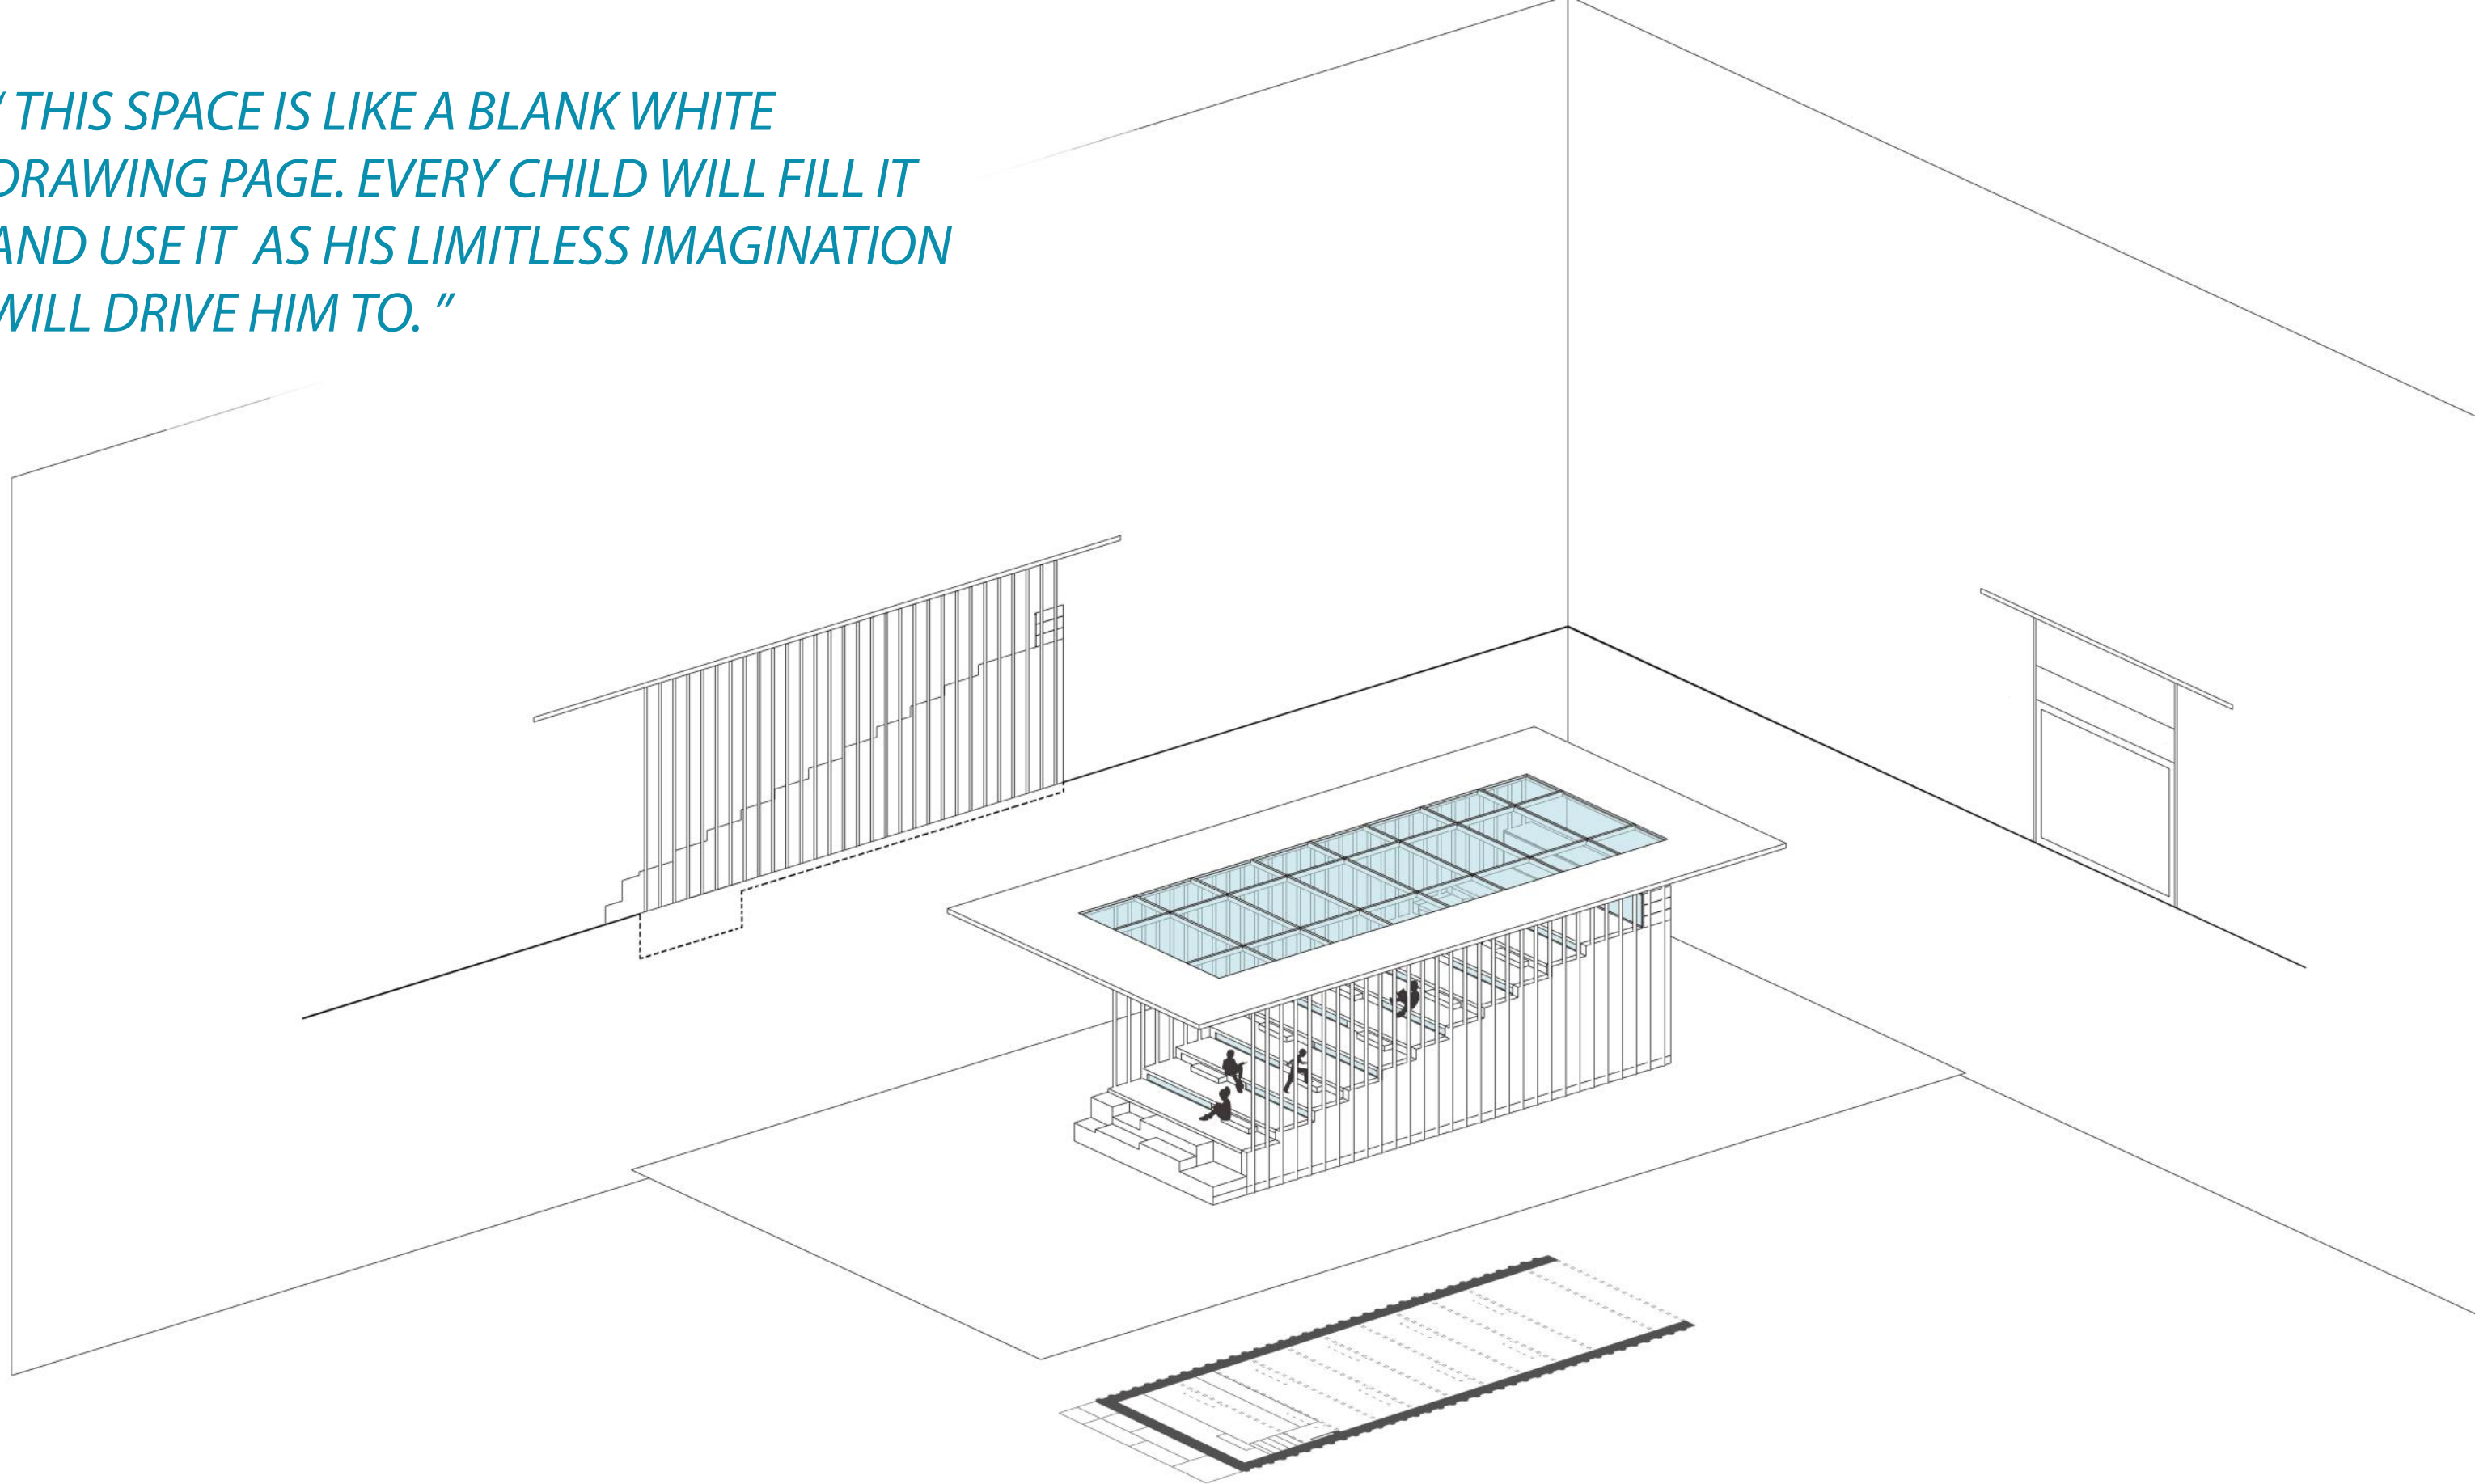 ” THIS SPACE IS LIKE A BLANK WHITE
DRAWING PAGE. EVERY CHILD WILL FILL IT
AND USE IT AS HIS LIMITLESS IMAGINATION
WILL DRIVE HIM TO. ”